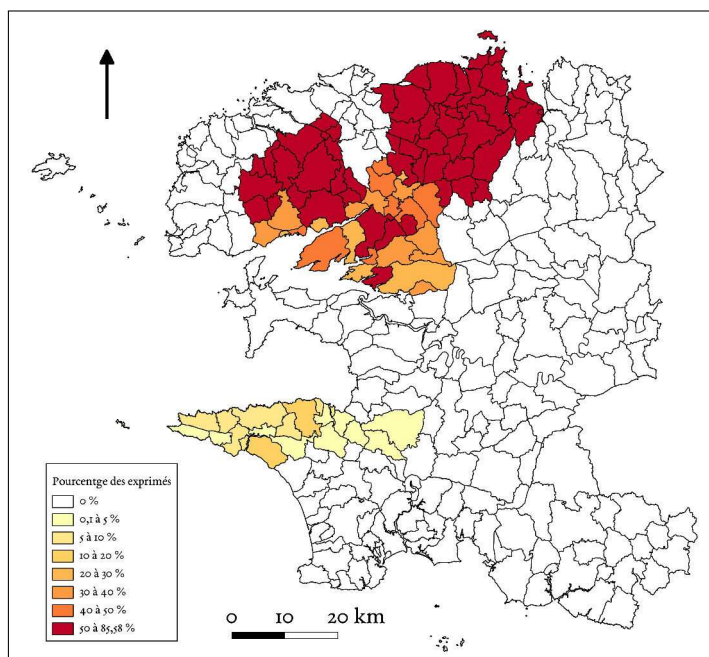 Pourcentge des exprimés
0 %
0,1 à 5 %
5 à 10 %
10 à 20 %
20 à 30 %
30 à 40 %
40 à 50 %
50 à 85,58 %
0 10 20 km